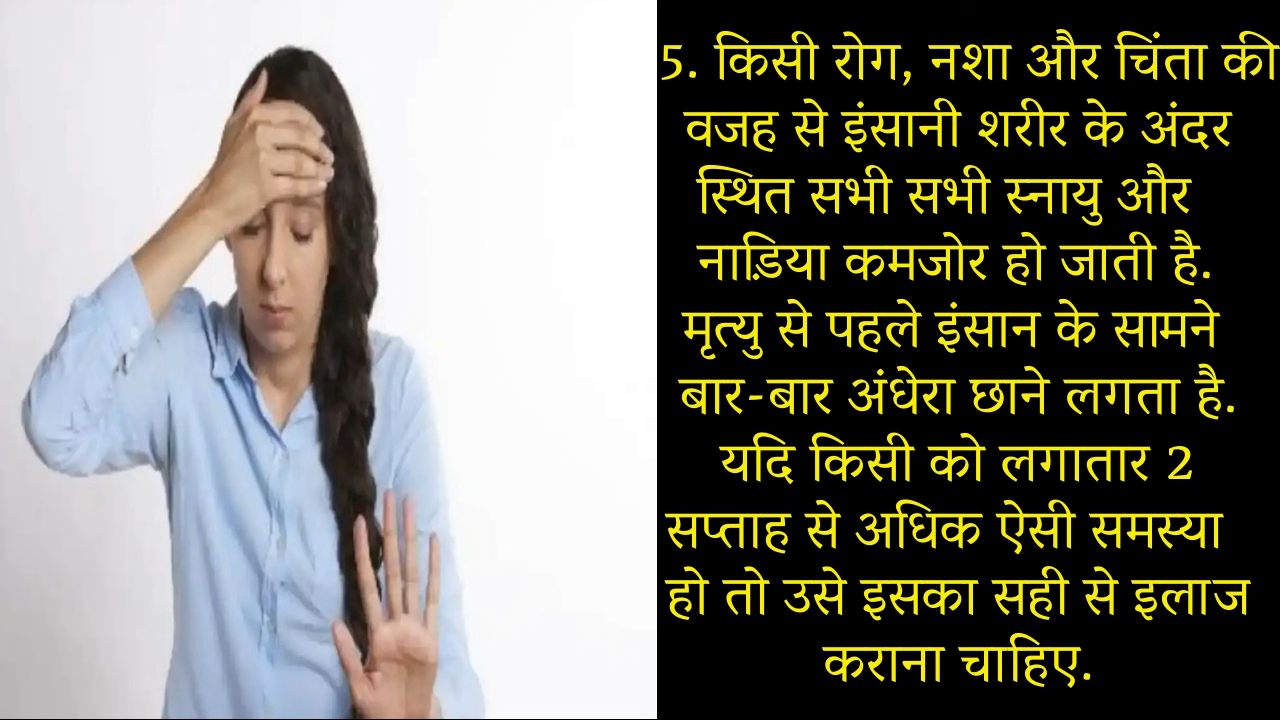 5. किसी रोग, नशा और चिंता की
वजह से इंसानी शरीर के अंदर
स्थित सभी सभी स्नायु और
नाड़िया कमजोर हो जाती है.
मृत्यु से पहले इंसान के सामने
बार-बार अंधेरा छाने लगता है.
यदि किसी को लगातार 2
सप्ताह से अधिक ऐसी समस्या
हो तो उसे इसका सही से इलाज
कराना चाहिए.